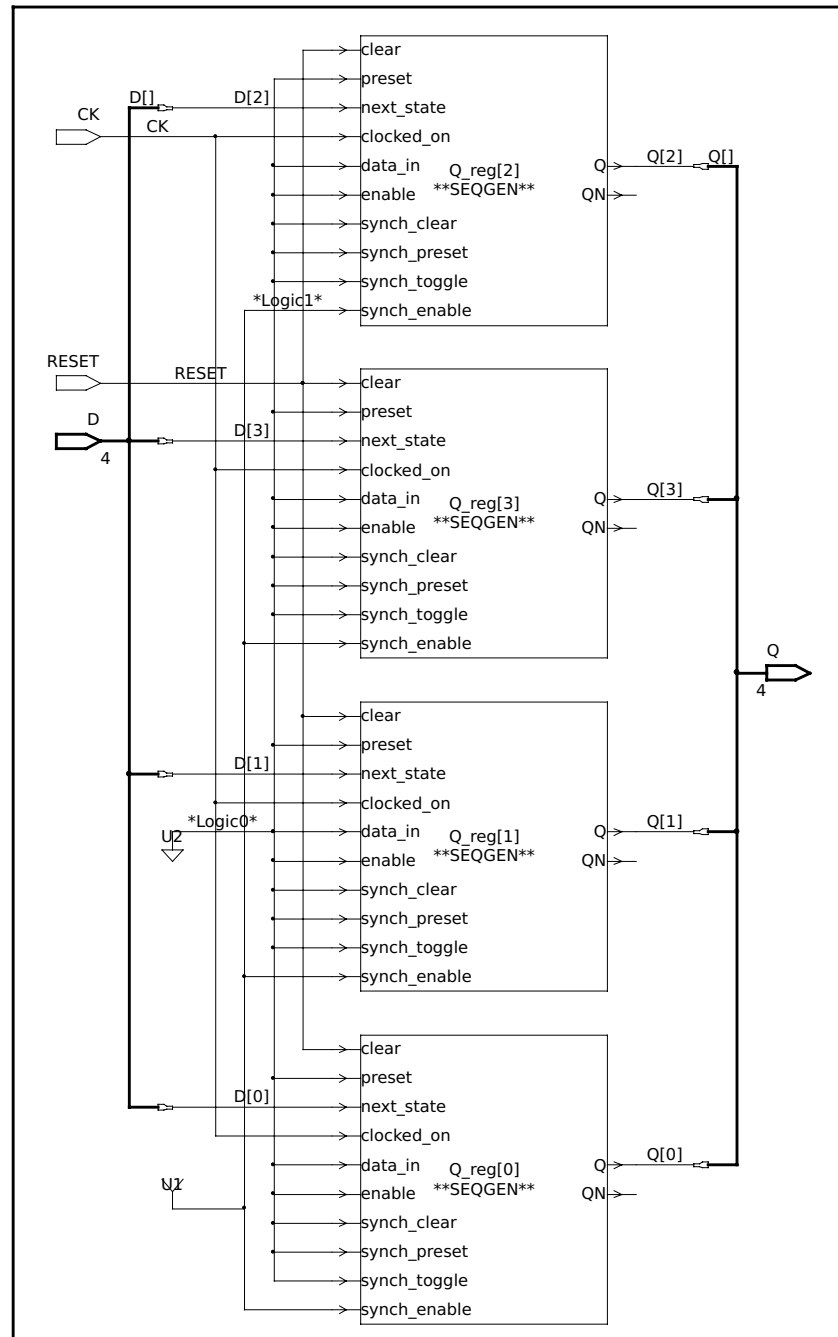 clear
preset
D[]
D[2]
next_state
CK
CK
clocked_on
data_in
Q_reg[2]
**SEQGEN**
Q
Q[2]
Q[]
enable
QN
synch_clear
synch_preset
synch_toggle
*Logic1*
synch_enable
RESET
RESET
clear
preset
D
4
D[3]
next_state
clocked_on
data_in
Q_reg[3]
**SEQGEN**
Q
Q[3]
enable
QN
synch_clear
synch_preset
synch_toggle
synch_enable
Q
4
clear
preset
D[1]
next_state
clocked_on
*Logic0*
U2
data_in
Q_reg[1]
**SEQGEN**
Q
Q[1]
enable
QN
synch_clear
synch_preset
synch_toggle
synch_enable
clear
preset
D[0]
next_state
clocked_on
data_in
Q_reg[0]
**SEQGEN**
Q
Q[0]
U1
enable
QN
synch_clear
synch_preset
synch_toggle
synch_enable